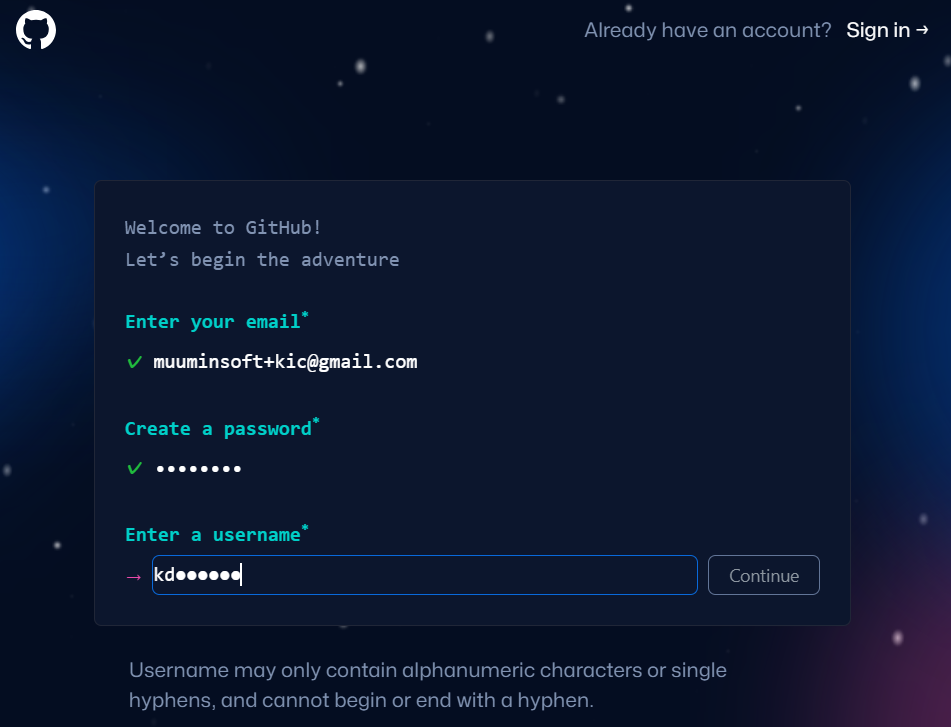 Already have an account? Sign in →
Welcome to GitHub!
Let’s begin the adventure
Enter your email*
✓ muuminsoft+kic@gmail.com
Create a password*
✓ ••••••••
Enter a username*
→ kd●●●●●●
Continue
Username may only contain alphanumeric characters or single
hyphens, and cannot begin or end with a hyphen.